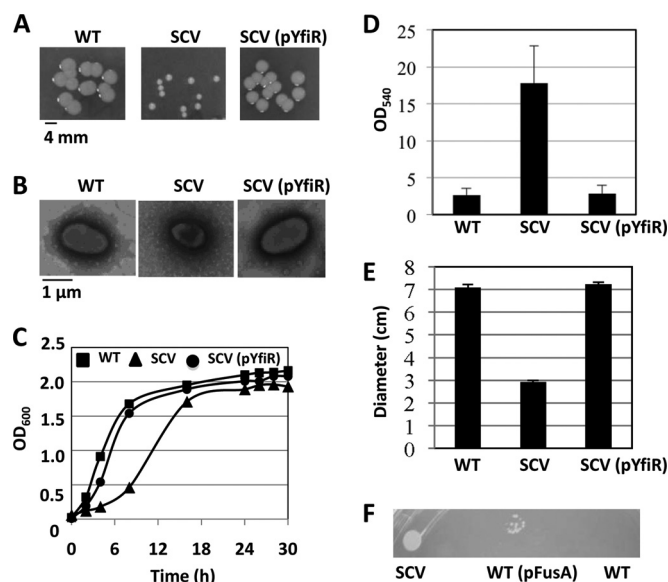 A
WT SCV SCV (pYfiR)
4 mm
B
WT SCV SCV (pYfiR)
1 µm
C
2.5
WT SCV SCV (pYfiR)
2.0
1.5
1.0
0.5
0
OD600
0 6 12 18 24 30
Time (h)
D
25
20
15
10
5
0
OD540
WT SCV SCV (pYfiR)
E
8
7
6
5
4
3
2
1
0
Diameter (cm)
WT SCV SCV (pYfiR)
F
SCV WT (pFusA) WT